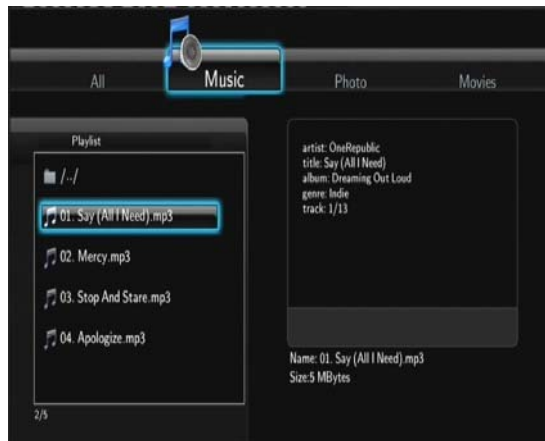 All
Music
Photo
Movies
Playlist
/../
01. Say (All I Need).mp3
02. Mercy.mp3
03. Stop And Stare.mp3
04. Apologize.mp3
2/5
artist: OneRepublic
title: Say (All I Need)
album: Dreaming Out Loud
genre: Indie
track: 1/13
Name: 01. Say (All I Need).mp3
Size:5 MBytes